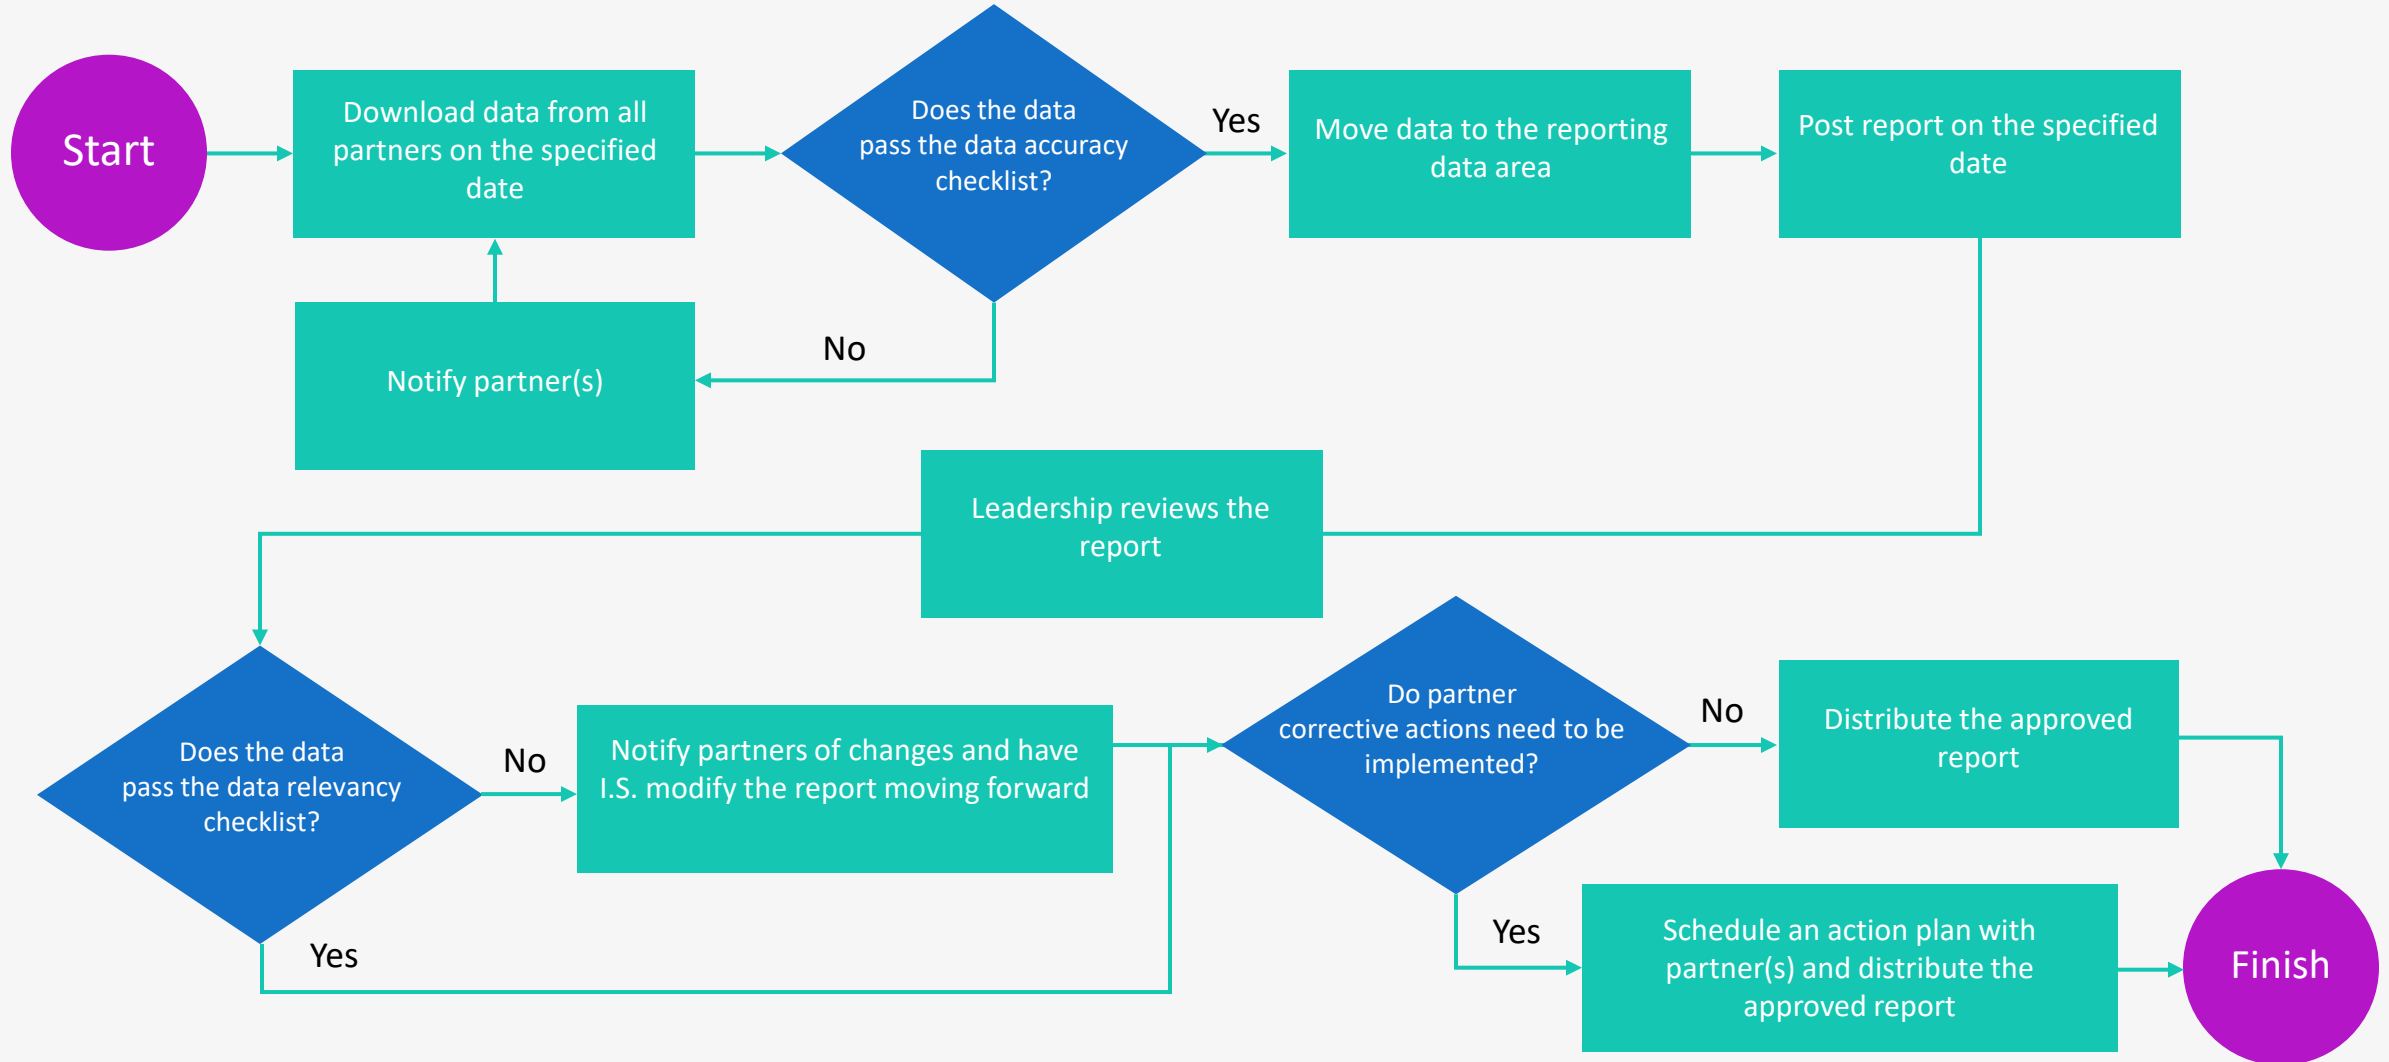 Start
Download data from all
partners on the specified
date
Does the data
pass the data accuracy
checklist?
Yes
Move data to the reporting
data area
Post report on the specified
date
No
Notify partner(s)
Leadership reviews the
report
Does the data
pass the data relevancy
checklist?
No
Notify partners of changes and have
I.S. modify the report moving forward
Yes
Do partner
corrective actions need to be
implemented?
No
Distribute the approved
report
Yes
Schedule an action plan with
partner(s) and distribute the
approved report
Finish